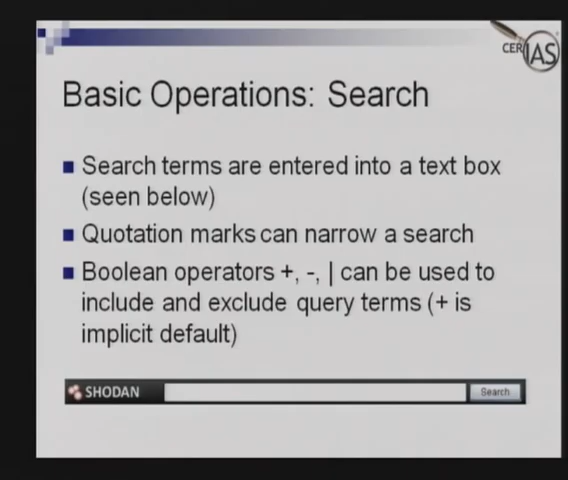 CERIAS
Basic Operations: Search
Search terms are entered into a text box
(seen below)
Quotation marks can narrow a search
Boolean operators +, -, | can be used to
include and exclude query terms (+ is
implicit default)
SHODAN Search